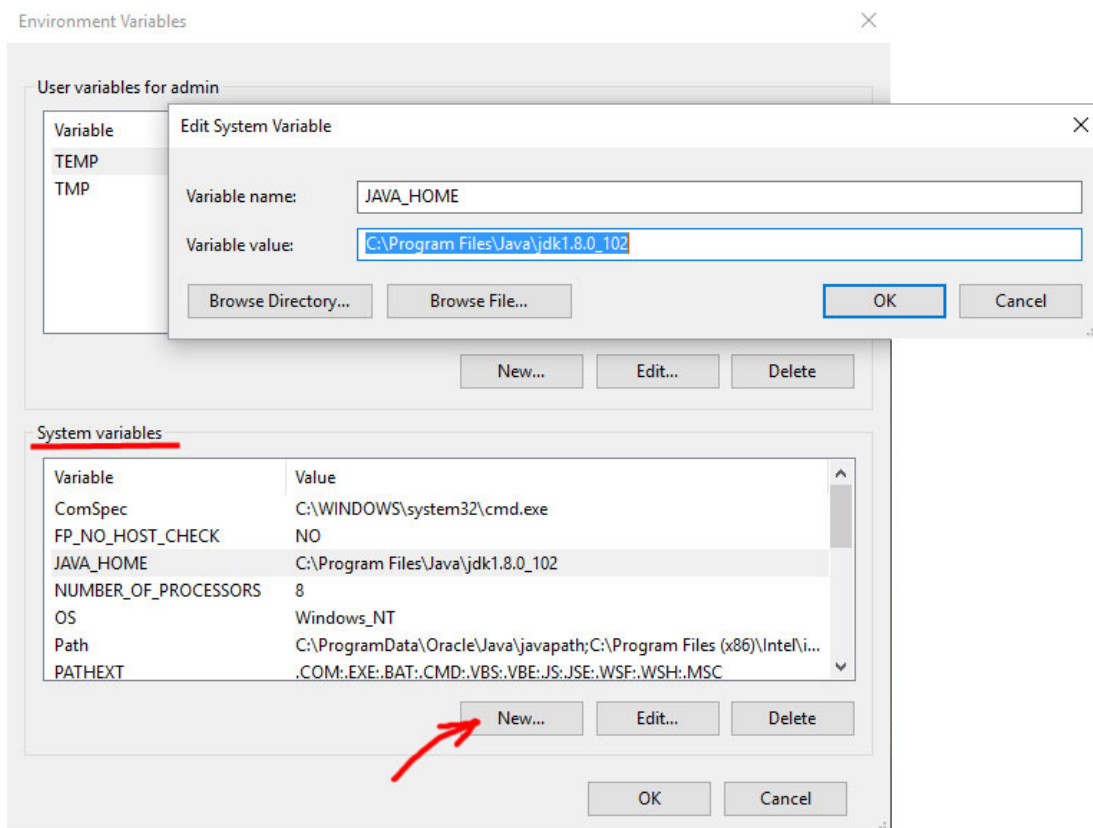 Environment Variables
User variables for admin
Variable
TEMP
TMP
Edit System Variable
Variable name: JAVA_HOME
Variable value: C:\Program Files\Java\jdk1.8.0_102
Browse Directory... Browse File... OK Cancel
New... Edit... Delete
System variables
Variable Value
ComSpec C:\WINDOWS\system32\cmd.exe
FP_NO_HOST_CHECK NO
JAVA_HOME C:\Program Files\Java\jdk1.8.0_102
NUMBER_OF_PROCESSORS 8
OS Windows_NT
Path C:\ProgramData\Oracle\Java\javapath;C:\Program Files (x86)\Intel\i...
PATHEXT .COM;.EXE;.BAT;.CMD;.VBS;.VBE;.JS;.JSE;.WSF;.WSH;.MSC
New... Edit... Delete
OK Cancel